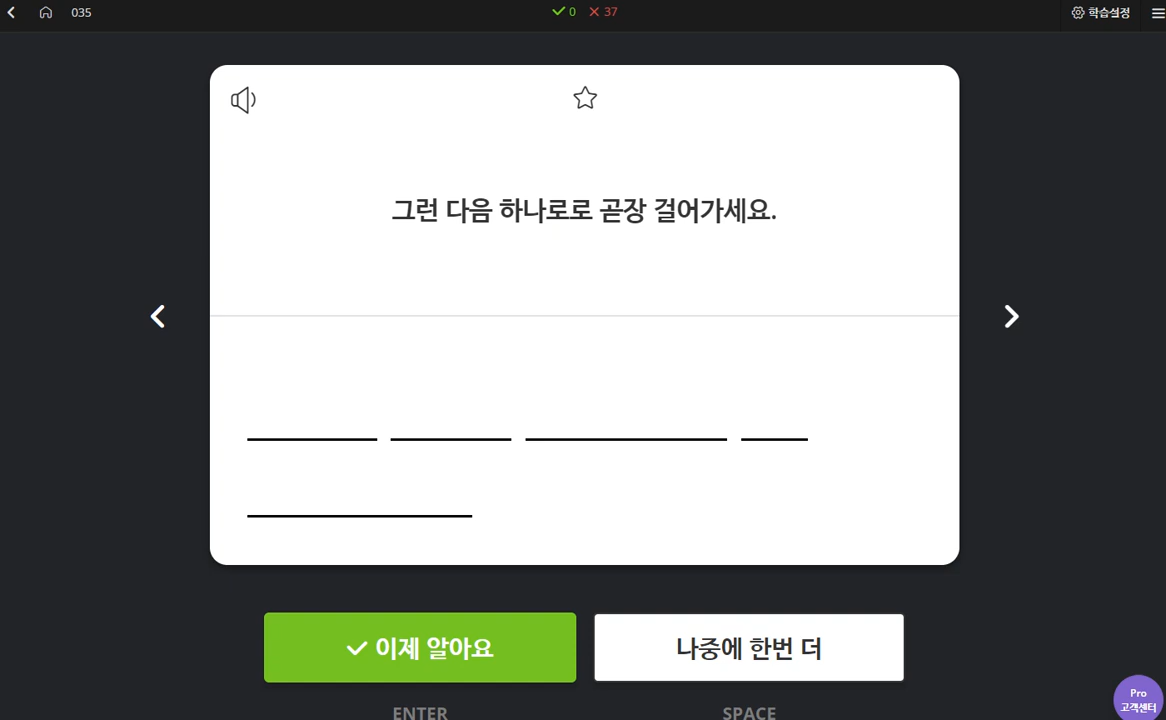 035
0
37
학습설정
그런 다음 하나로로 곧장 걸어가세요.
이제 알아요
나중에 한번 더
ENTER
SPACE
Pro
고객센터